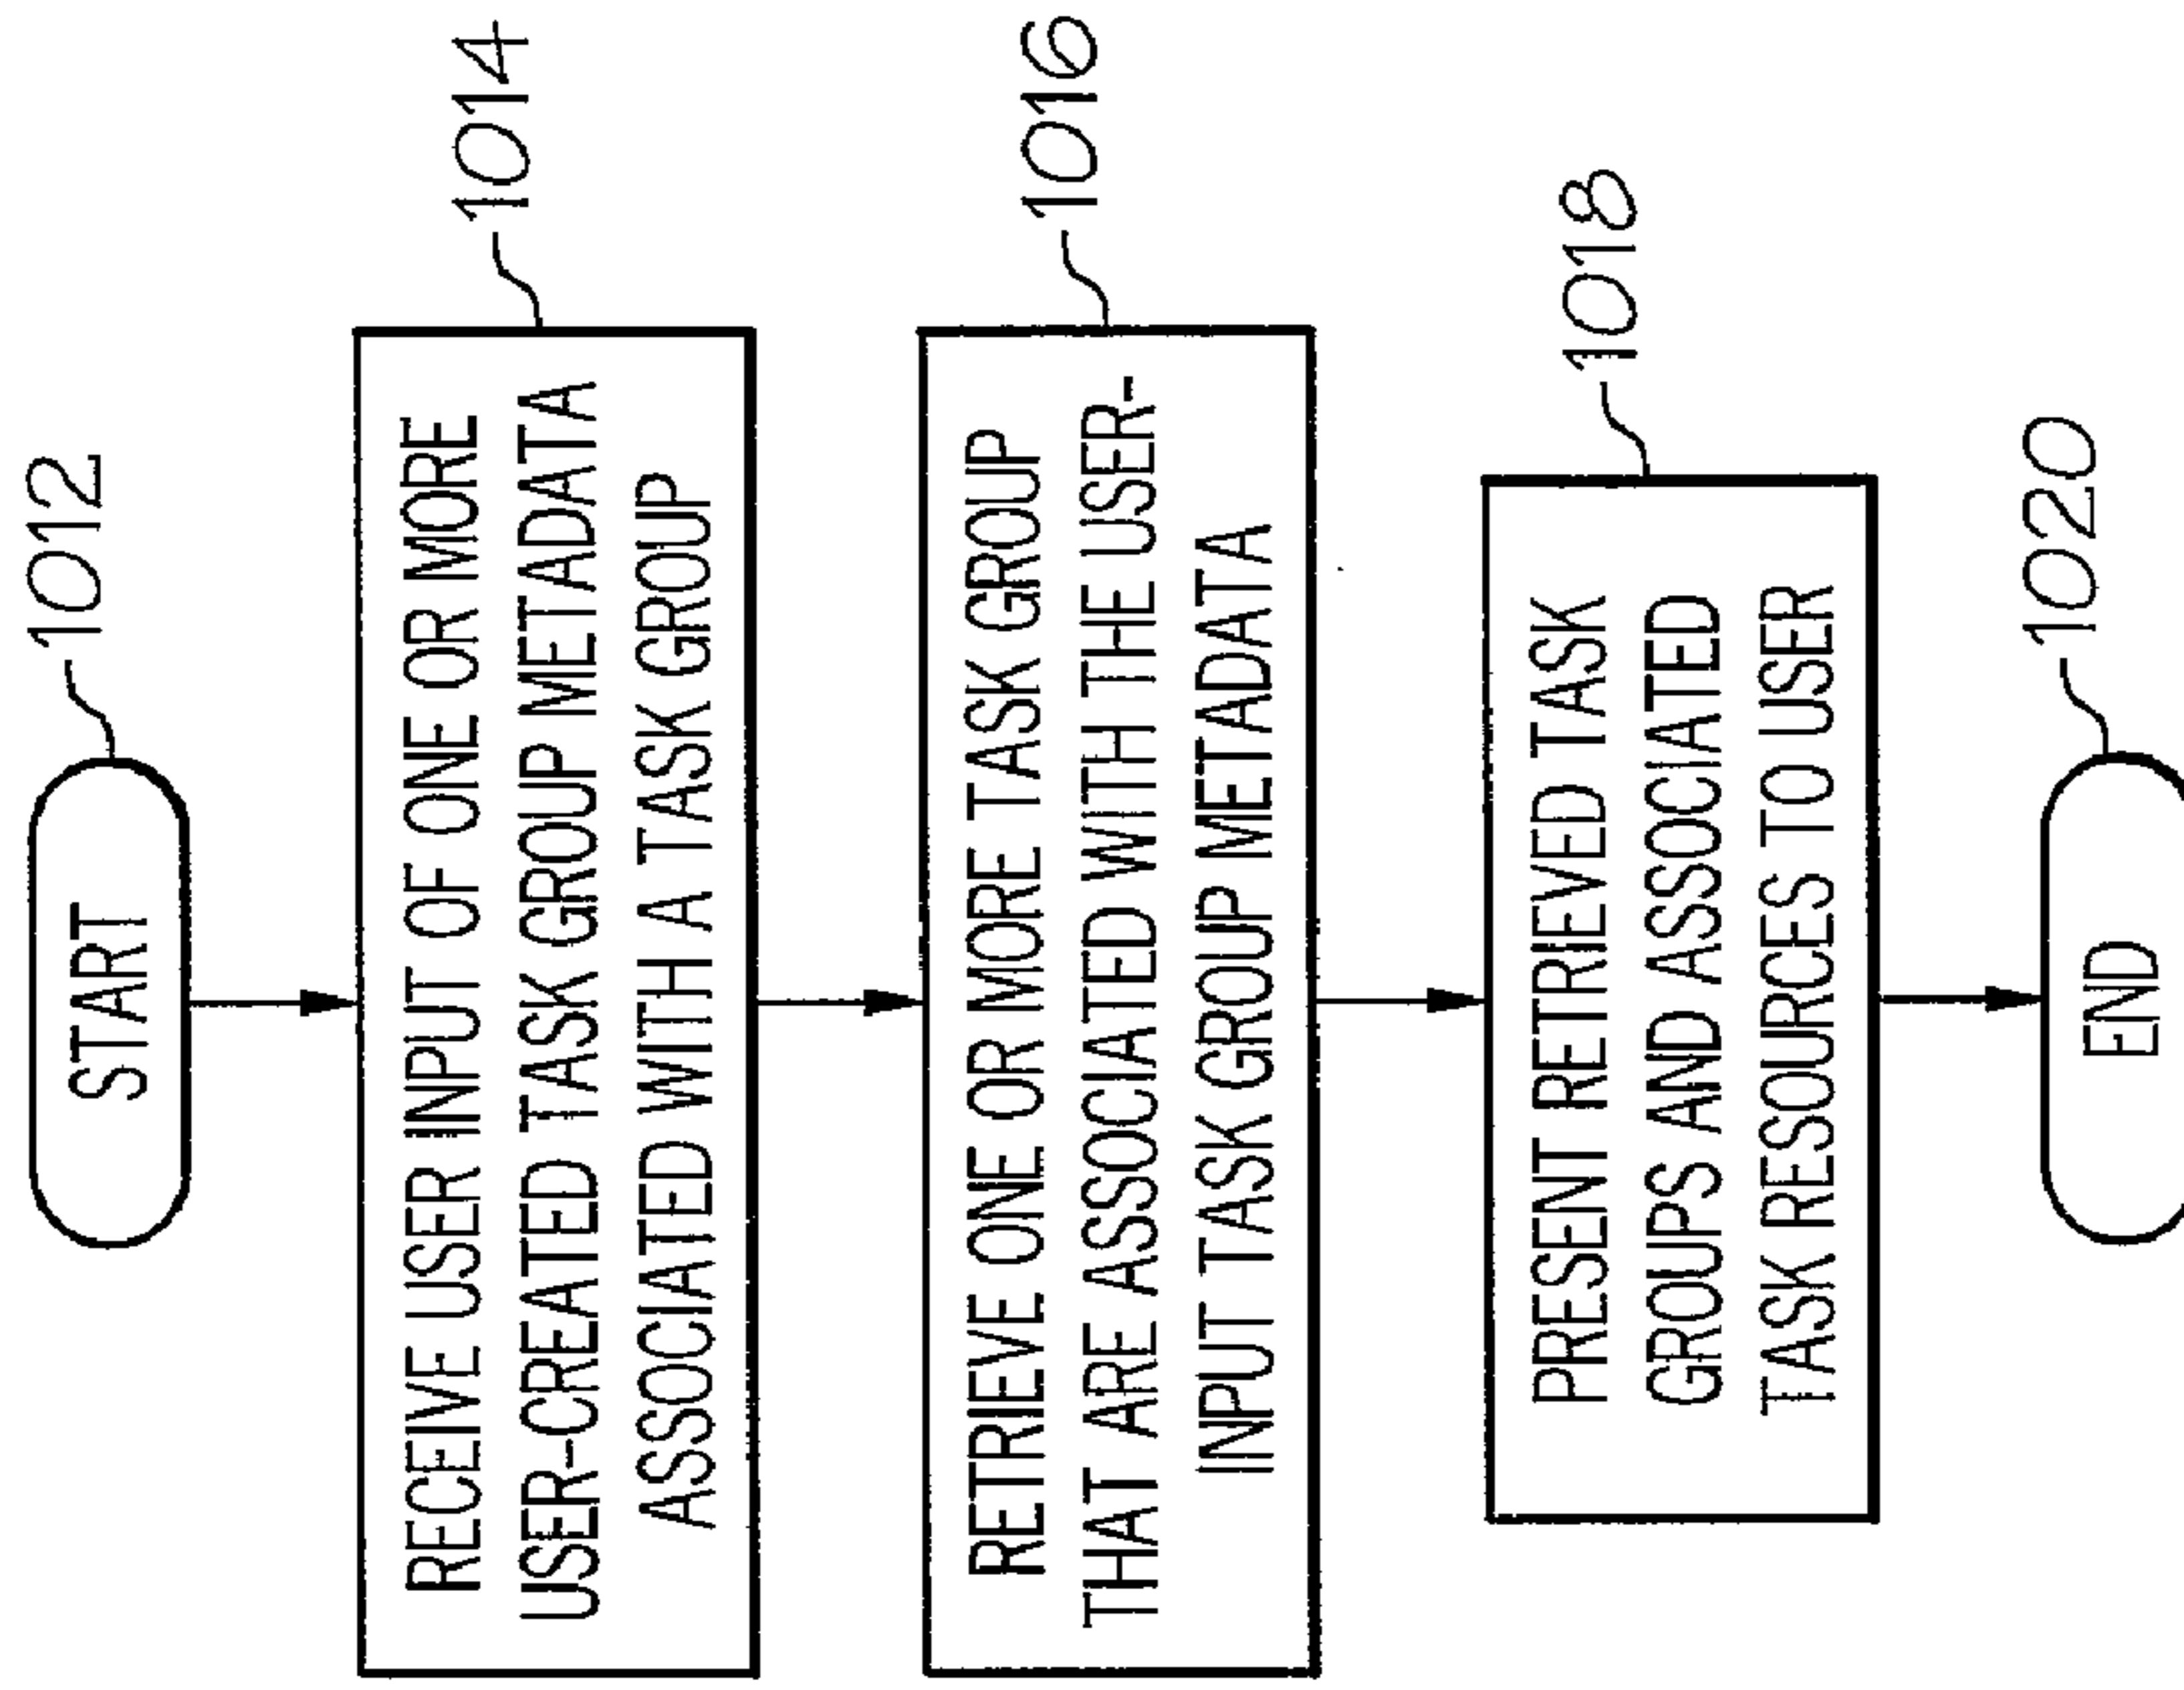 START
1012
RECEIVE USER INPUT OF ONE OR MORE
USER-CREATED TASK GROUP METADATA
ASSOCIATED WITH A TASK GROUP
1014
RETRIEVE ONE OR MORE TASK GROUP
THAT ARE ASSOCIATED WITH THE USER-
INPUT TASK GROUP METADATA
1016
PRESENT RETRIEVED TASK
GROUPS AND ASSOCIATED
TASK RESOURCES TO USER
1018
END
1020